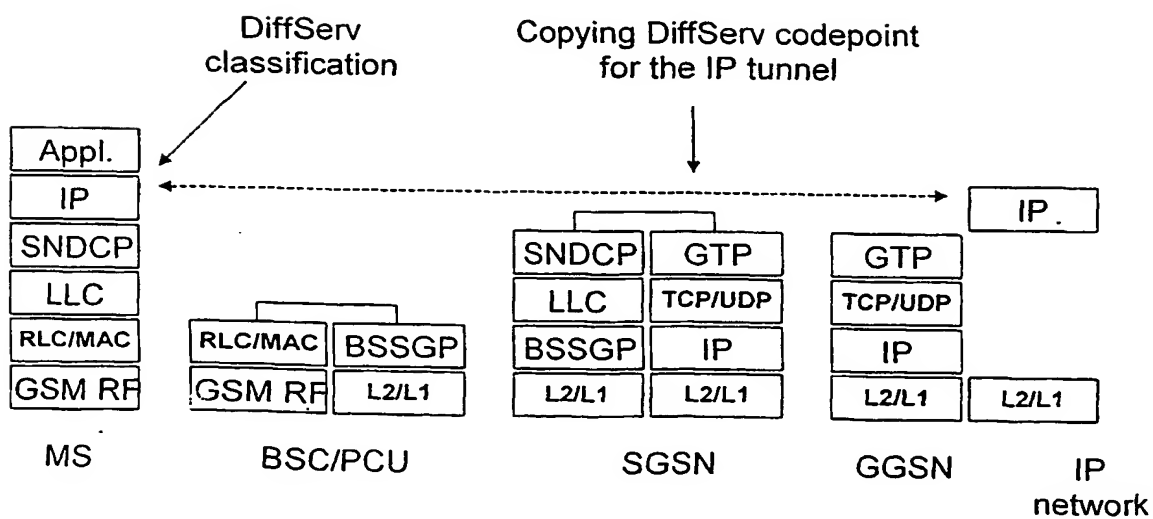 DiffServ
classification
Copying DiffServ codepoint
for the IP tunnel
Appl.
IP
SNDCP
LLC
RLC/MAC
GSM RF
MS
RLC/MAC
BSSGP
GSM RF
L2/L1
BSC/PCU
SNDCP
GTP
LLC
TCP/UDP
BSSGP
IP
L2/L1
L2/L1
SGSN
GTP
TCP/UDP
IP
L2/L1
GGSN
IP
L2/L1
IP
network